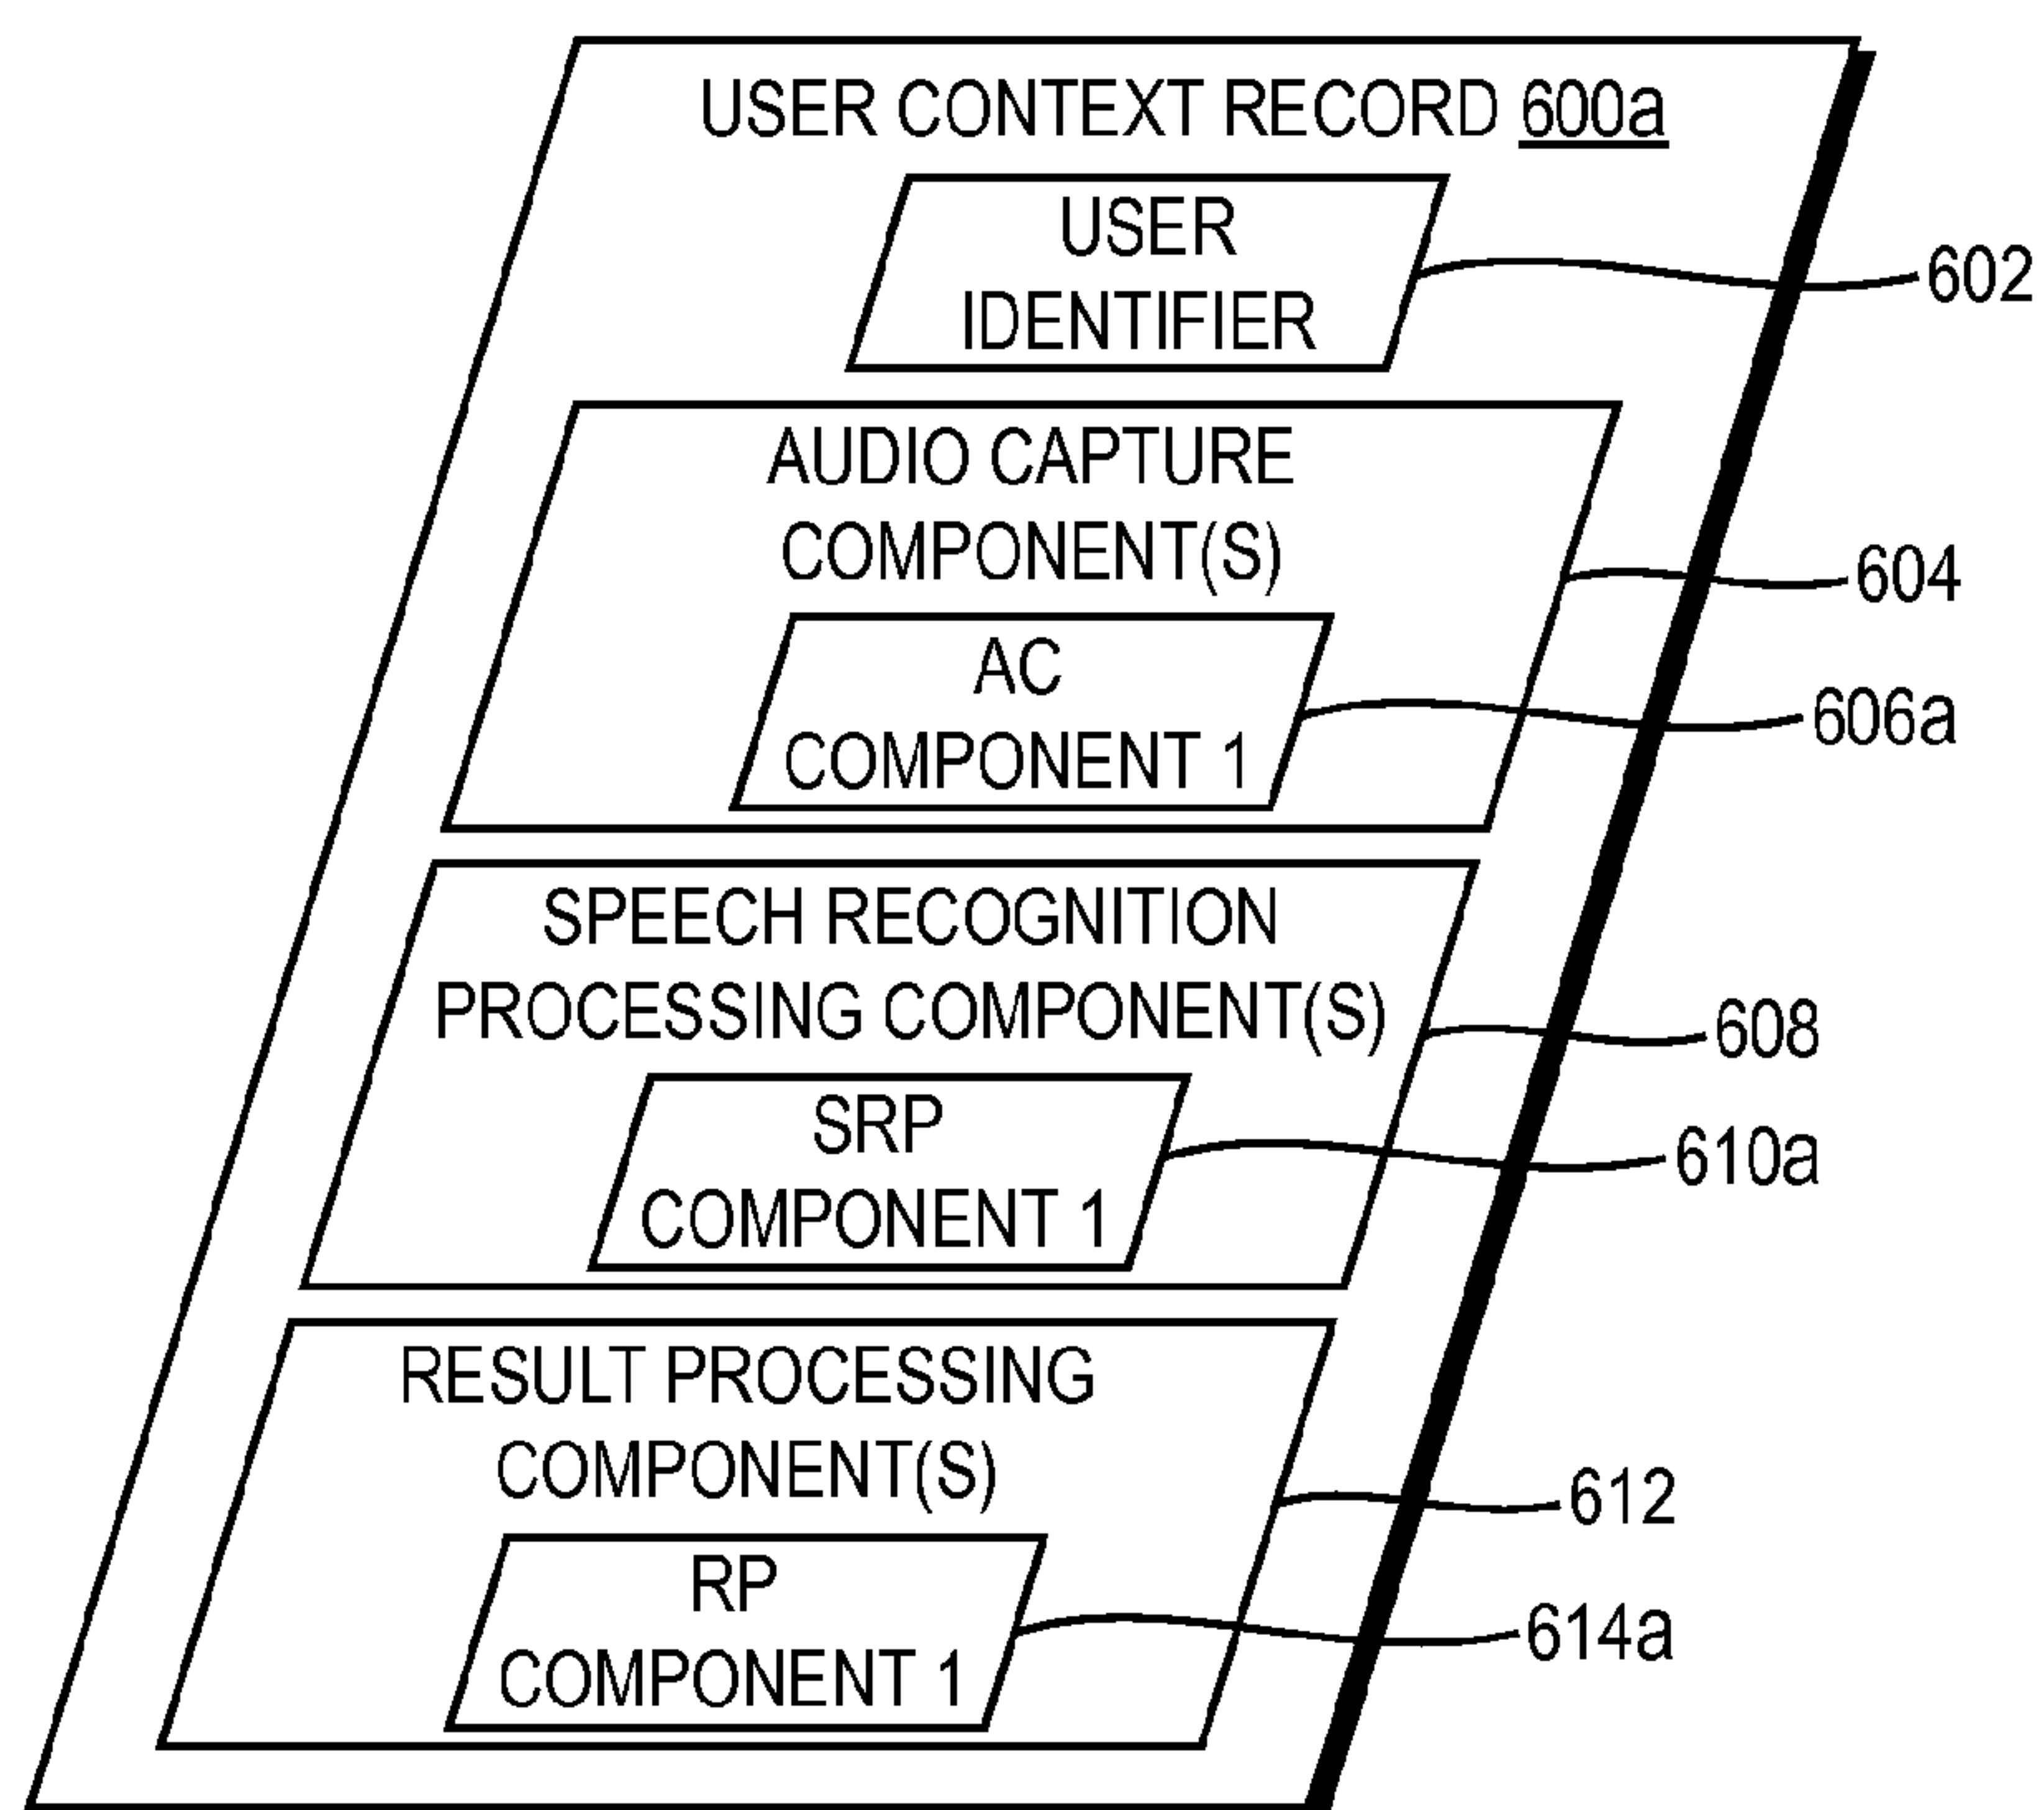 USER CONTEXT RECORD 600a
USER
IDENTIFIER
602
AUDIO CAPTURE
COMPONENT(S)
604
AC
COMPONENT 1
606a
SPEECH RECOGNITION
PROCESSING COMPONENT(S)
608
SRP
COMPONENT 1
610a
RESULT PROCESSING
COMPONENT(S)
612
RP
COMPONENT 1
614a